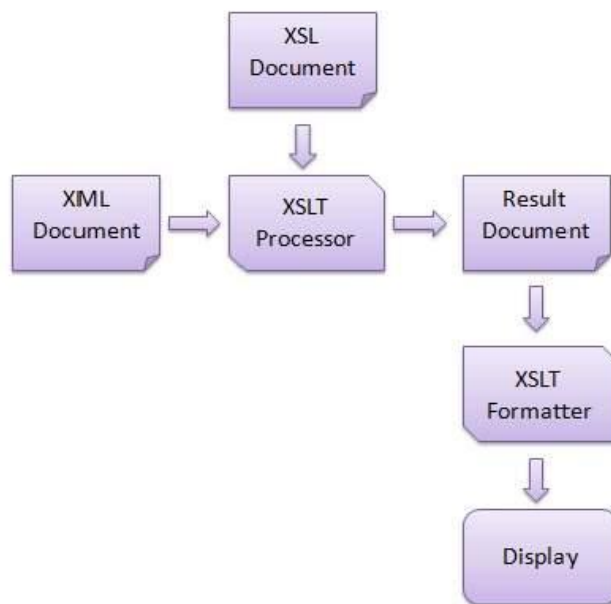 XSL
Document
XML
Document
XSLT
Processor
Result
Document
XSLT
Formatter
Display